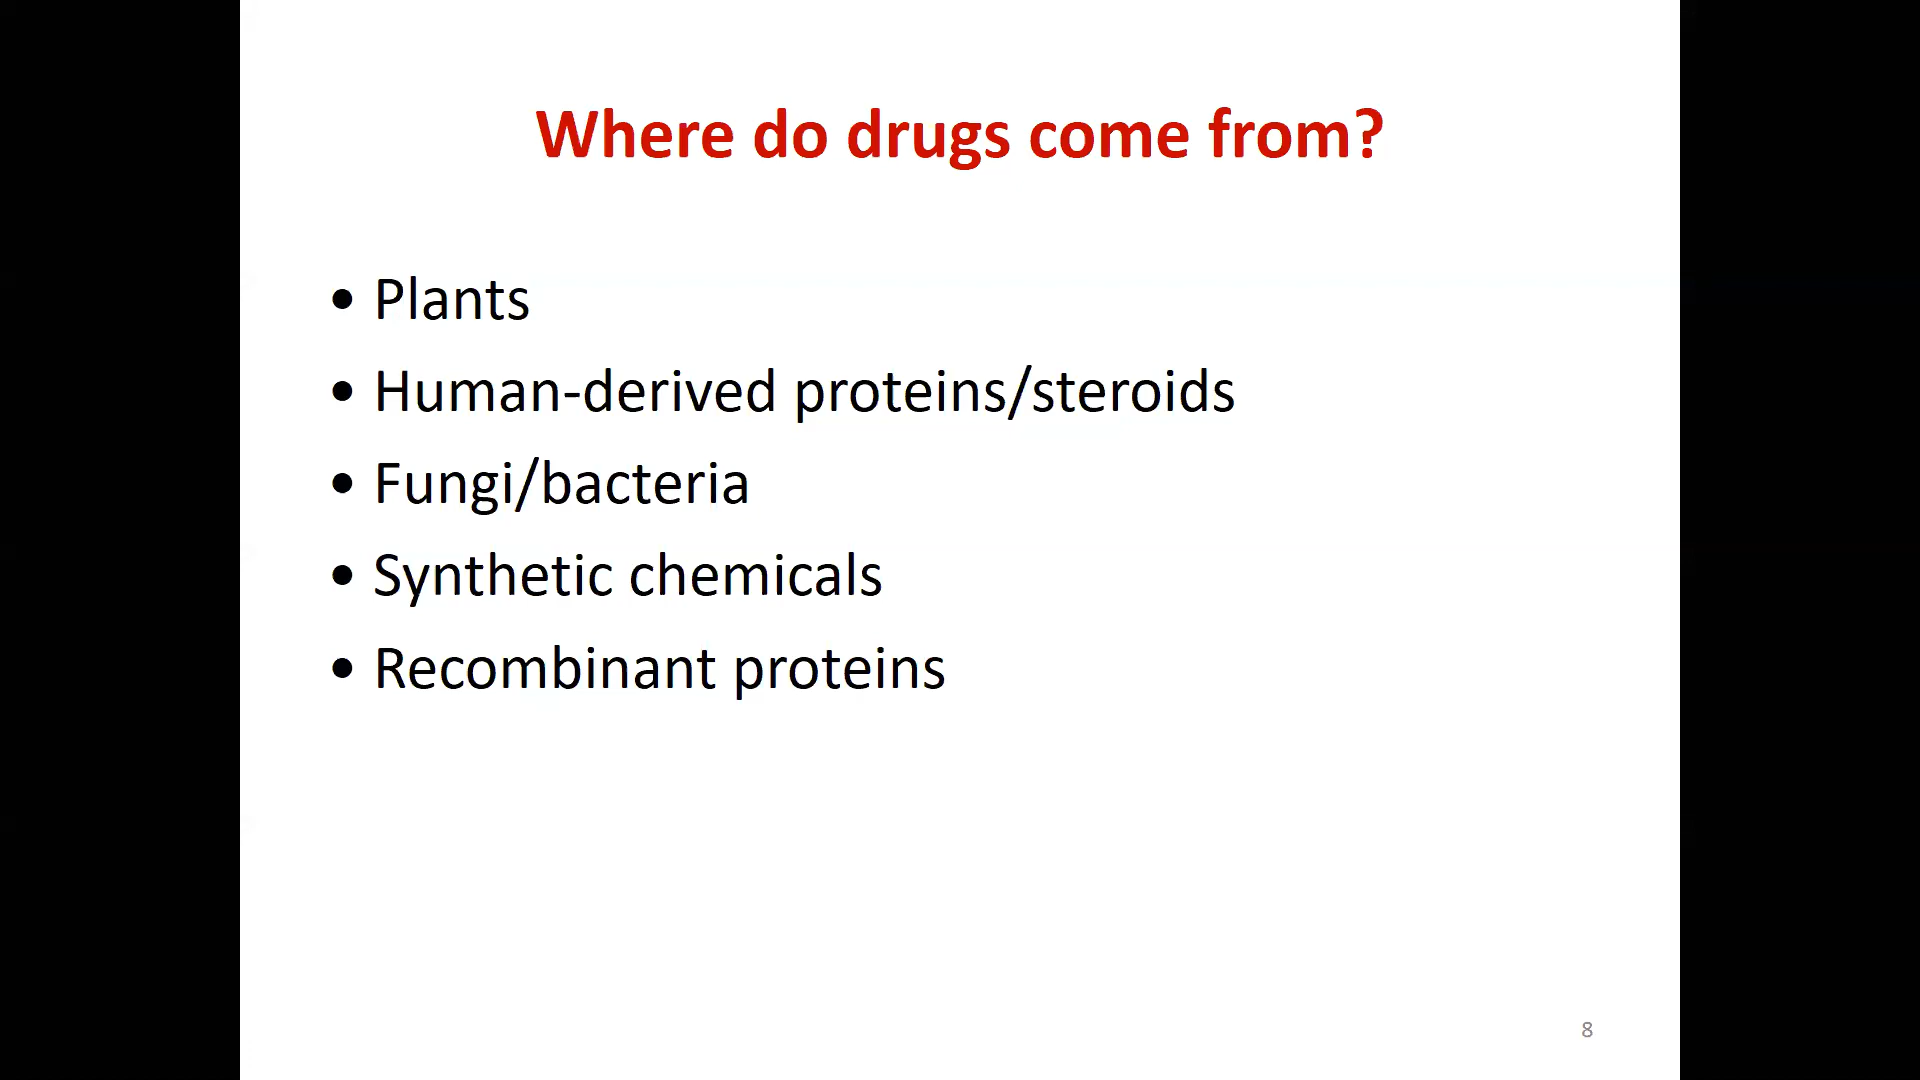 Where do drugs come from?
• Plants
• Human-derived proteins/steroids
• Fungi/bacteria
• Synthetic chemicals
• Recombinant proteins
8